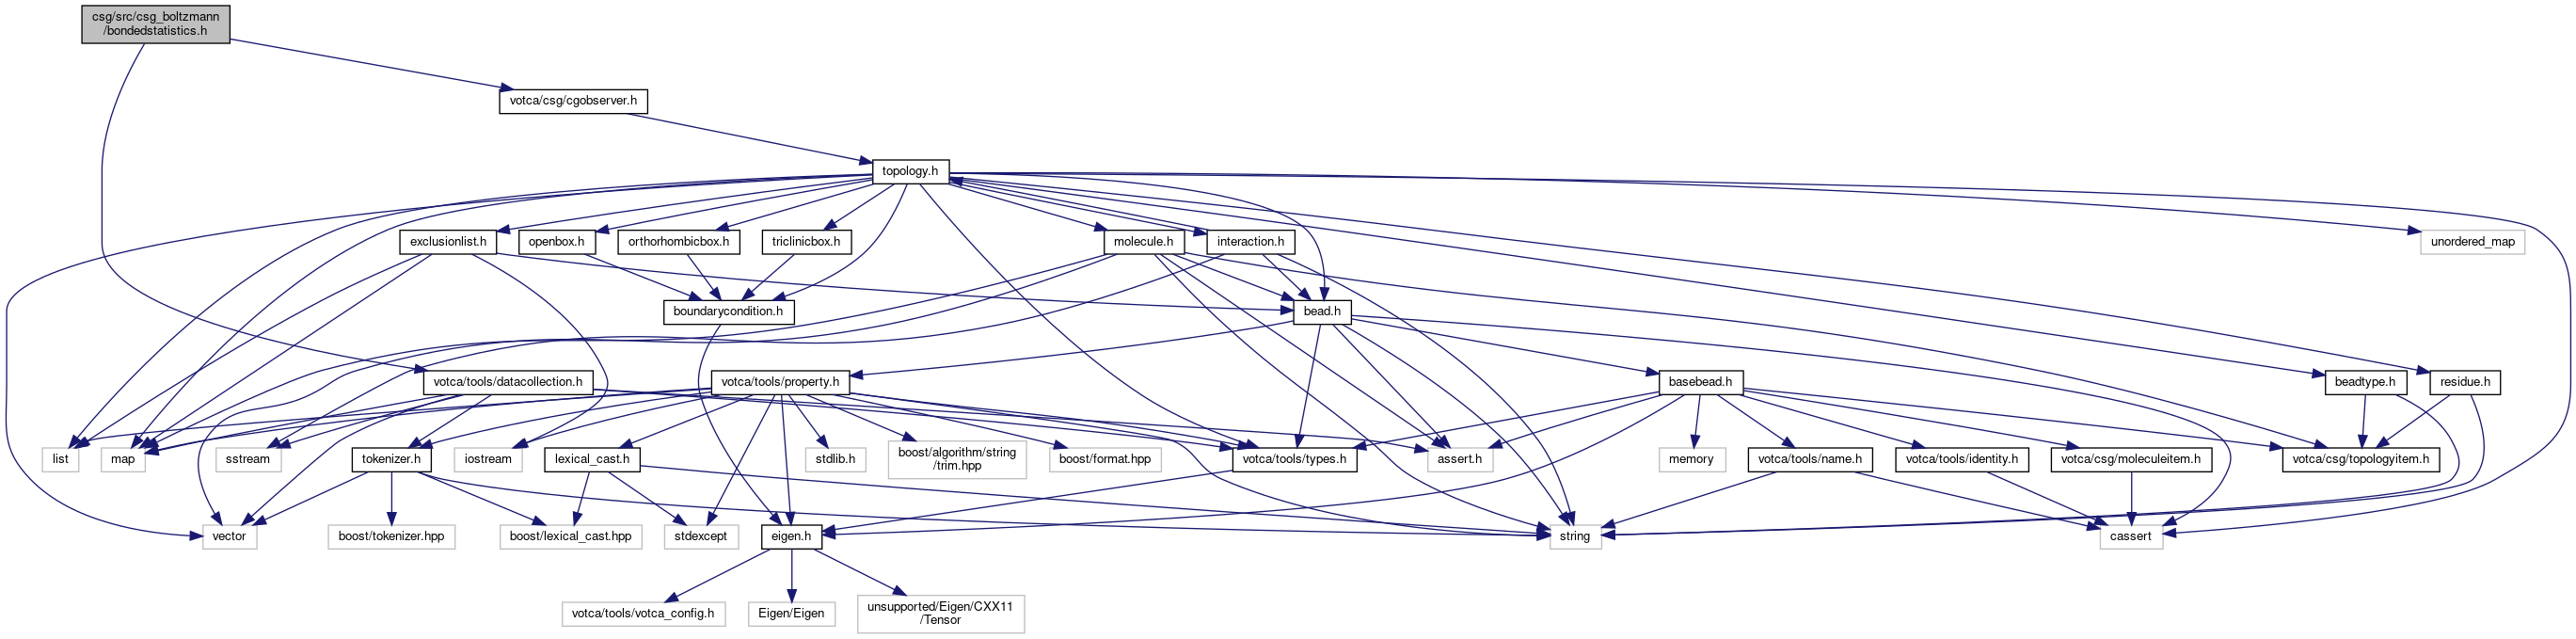 csg/src/csg_boltzmann
/bondedstatistics.h
votca/csg/cgobserver.h
topology.h
exclusionlist.h
openbox.h
orthorhombicbox.h
triclinicbox.h
molecule.h
interaction.h
unordered_map
boundarycondition.h
bead.h
votca/tools/datacollection.h
votca/tools/property.h
basebead.h
beadtype.h
residue.h
list
map
sstream
tokenizer.h
iostream
lexical_cast.h
stdlib.h
boost/algorithm/string
/trim.hpp
boost/format.hpp
votca/tools/types.h
assert.h
memory
votca/tools/name.h
votca/tools/identity.h
votca/csg/moleculeitem.h
votca/csg/topologyitem.h
vector
boost/tokenizer.hpp
boost/lexical_cast.hpp
stdexcept
eigen.h
string
cassert
votca/tools/votca_config.h
Eigen/Eigen
unsupported/Eigen/CXX11
/Tensor